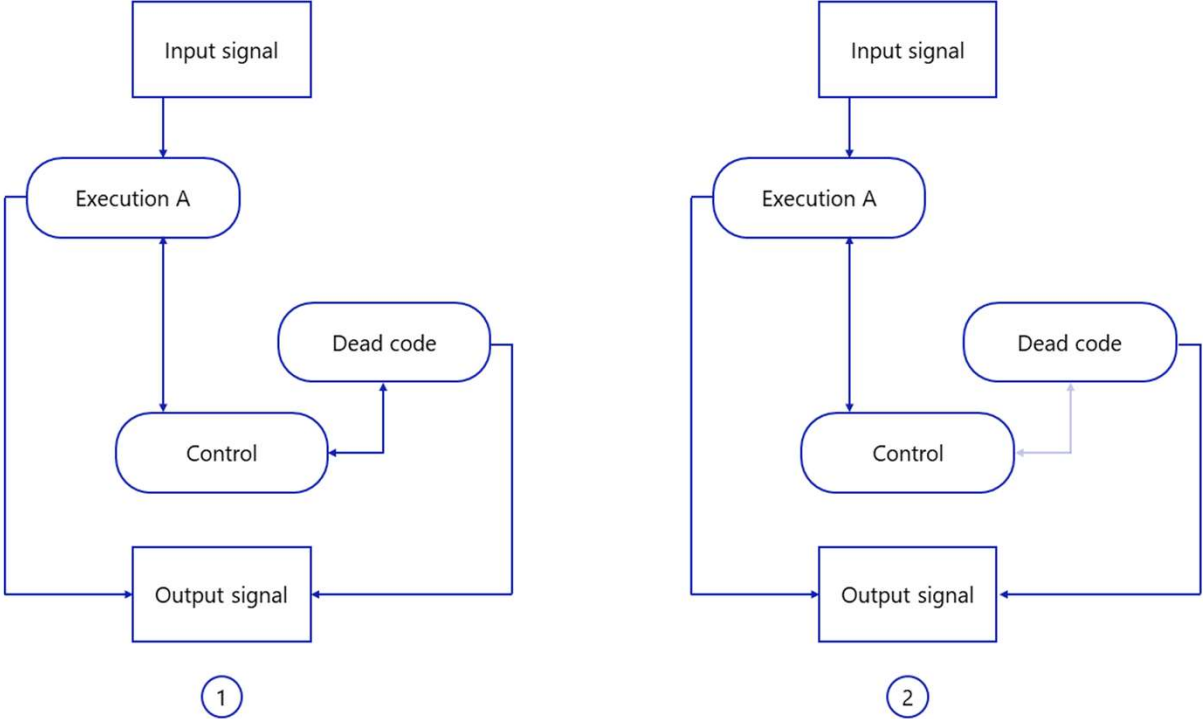 Input signal
Execution A
Dead code
Control
Output signal
1
Input signal
Execution A
Dead code
Control
Output signal
2